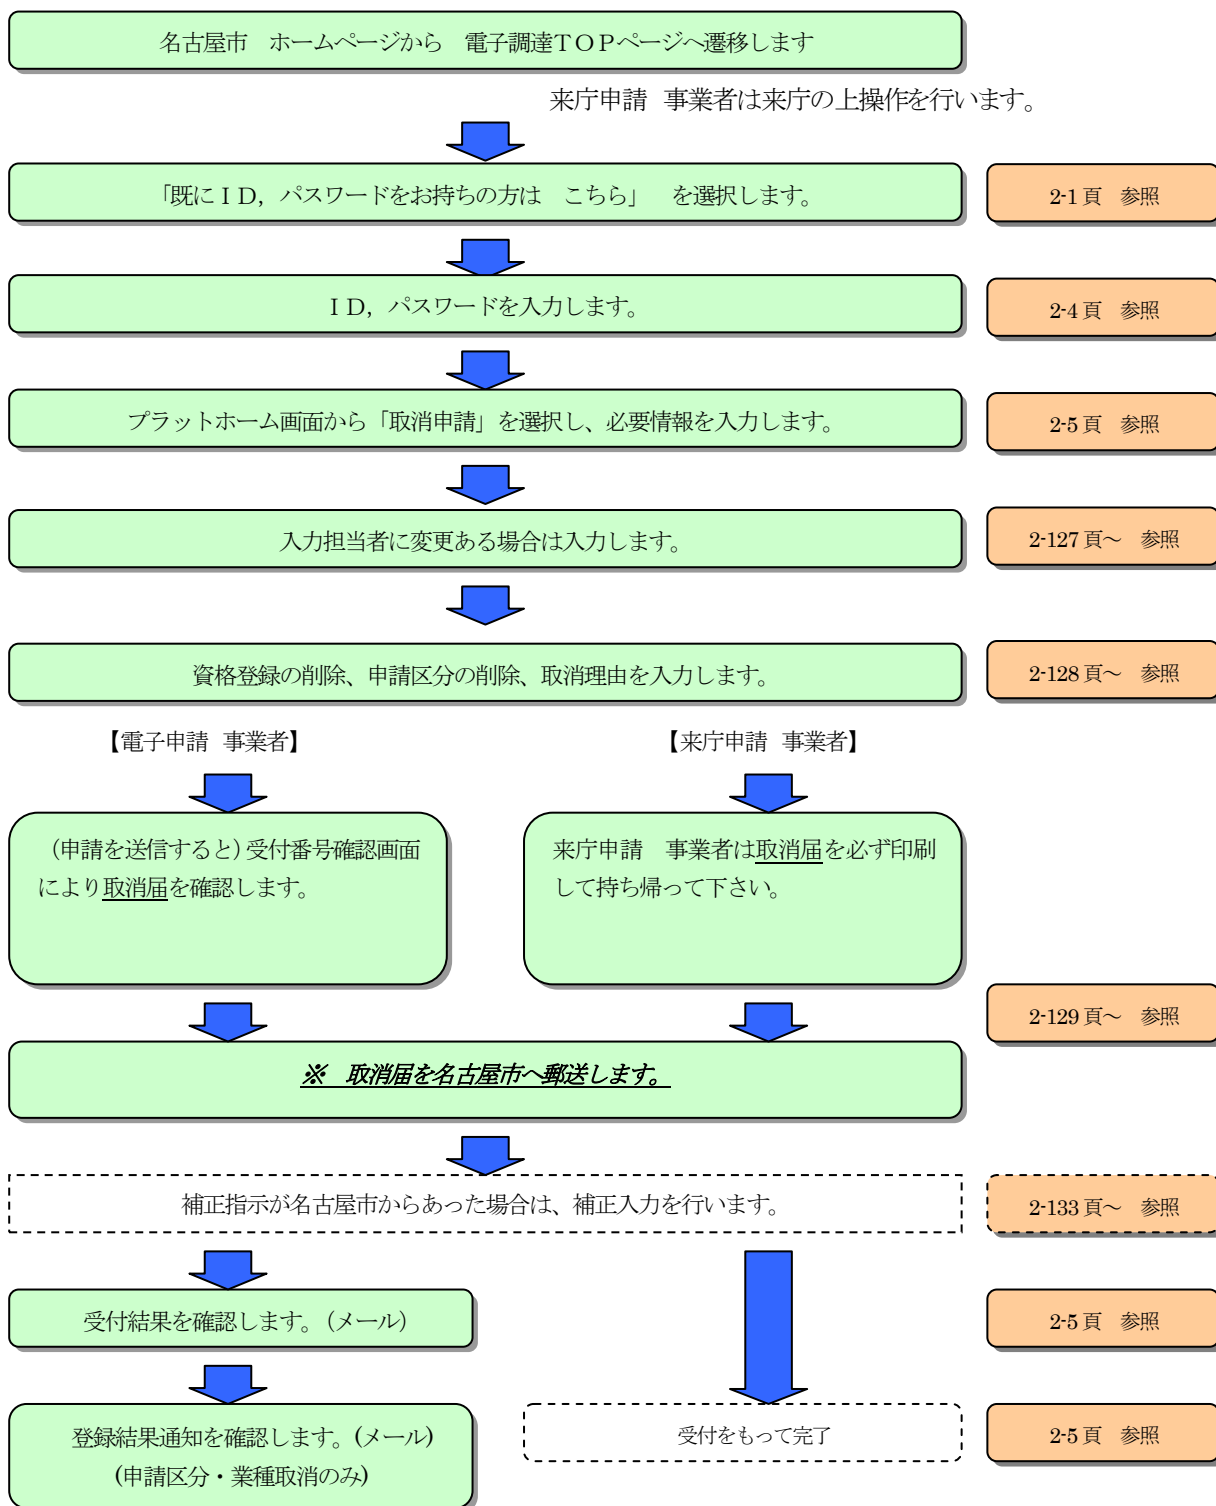 名古屋市　ホームページから　電子調達ＴＯＰページへ遷移します
来庁申請 事業者は来庁の上操作を行います。
「既にＩＤ，パスワードをお持ちの方は　こちら」　を選択します。
2-1頁　参照
ＩＤ，パスワードを入力します。
2-4頁　参照
プラットホーム画面から「取消申請」を選択し、必要情報を入力します。
2-5頁　参照
入力担当者に変更ある場合は入力します。
2-127頁～　参照
資格登録の削除、申請区分の削除、取消理由を入力します。
2-128頁～　参照
【電子申請 事業者】
【来庁申請 事業者】
（申請を送信すると）受付番号確認画面
により取消届を確認します。
来庁申請　事業者は取消届を必ず印刷
して持ち帰って下さい。
2-129頁～　参照
※　取消届を名古屋市へ郵送します。
補正指示が名古屋市からあった場合は、補正入力を行います。
2-133頁～　参照
受付結果を確認します。（メール）
2-5頁　参照
登録結果通知を確認します。(メール)
(申請区分・業種取消のみ)
受付をもって完了
2-5頁　参照